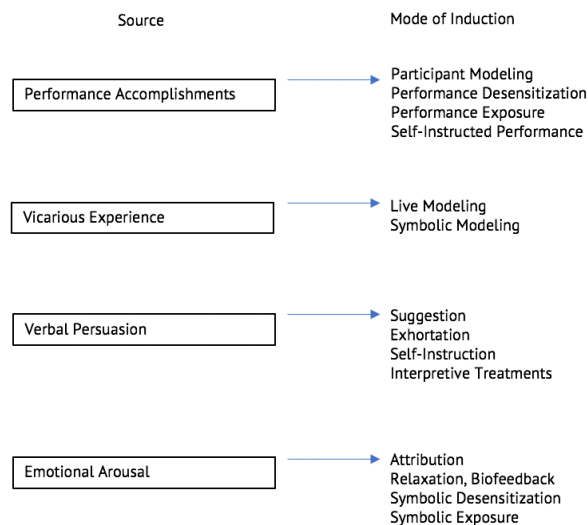 Source
Mode of Induction
Performance Accomplishments
Participant Modeling
Performance Desensitization
Performance Exposure
Self-Instructed Performance
Vicarious Experience
Live Modeling
Symbolic Modeling
Verbal Persuasion
Suggestion
Exhortation
Self-Instruction
Interpretive Treatments
Emotional Arousal
Attribution
Relaxation, Biofeedback
Symbolic Desensitization
Symbolic Exposure